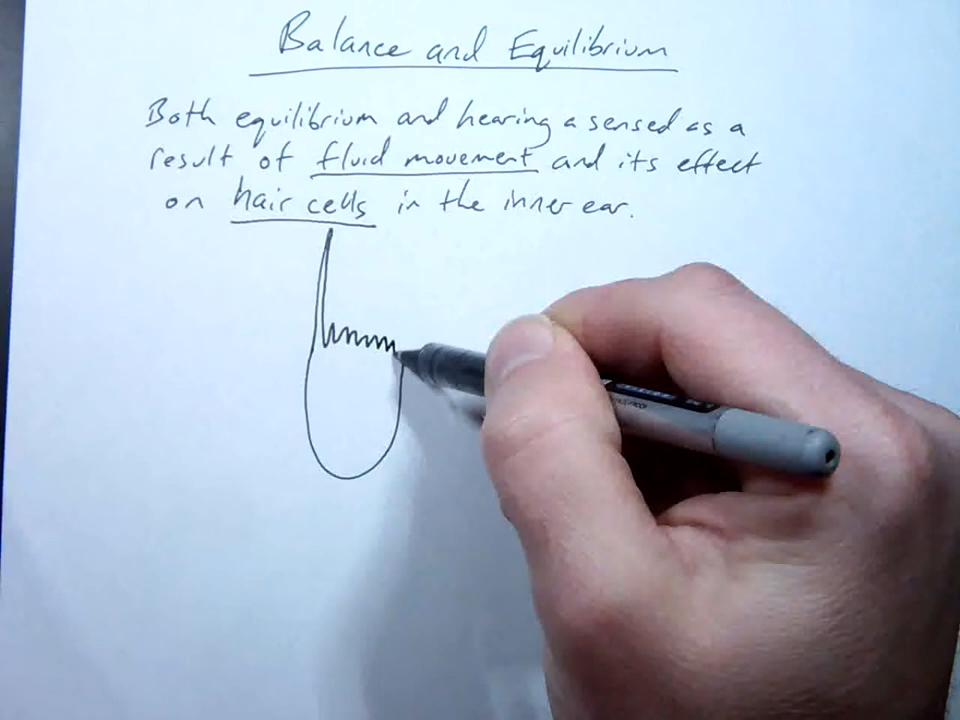 Balance and Equilibrium
Both equilibrium and hearing a sensed as a
result of fluid movement and its effect
on hair cells in the inner ear.